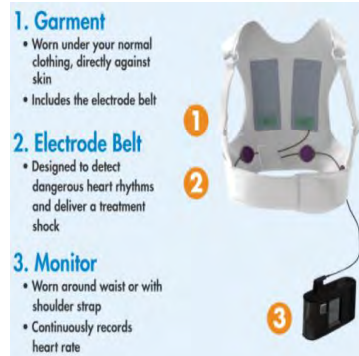 1. Garment
• Worn under your normal
clothing, directly against
skin
• Includes the electrode belt
2. Electrode Belt
• Designed to detect
dangerous heart rhythms
and deliver a treatment
shock
3. Monitor
• Worn around waist or with
shoulder strap
• Continuously records
heart rate
1
2
3